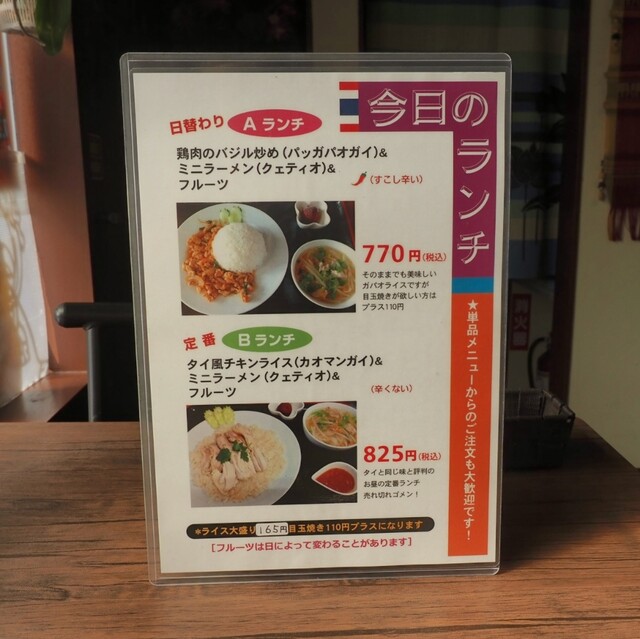 今日のランチ
日替わり Aランチ
鶏肉のバジル炒め(パッガパオガイ)&
ミニラーメン(クェティオ)&
フルーツ
(すこし辛い)
770円(税込)
そのままでも美味しい
ガパオライスですが
目玉焼きが欲しい方は
プラス110円
定番 Bランチ
タイ風チキンライス(カオマンガイ)&
ミニラーメン(クェティオ)&
フルーツ
(辛くない)
825円(税込)
タイと同じ味と評判の
お昼の定番ランチ
売れ切れゴメン!
*ライス大盛り165円目玉焼き110円プラスになります
[フルーツは日によって変わることがあります]
★単品メニューからのご注文も大歓迎です!
消火器